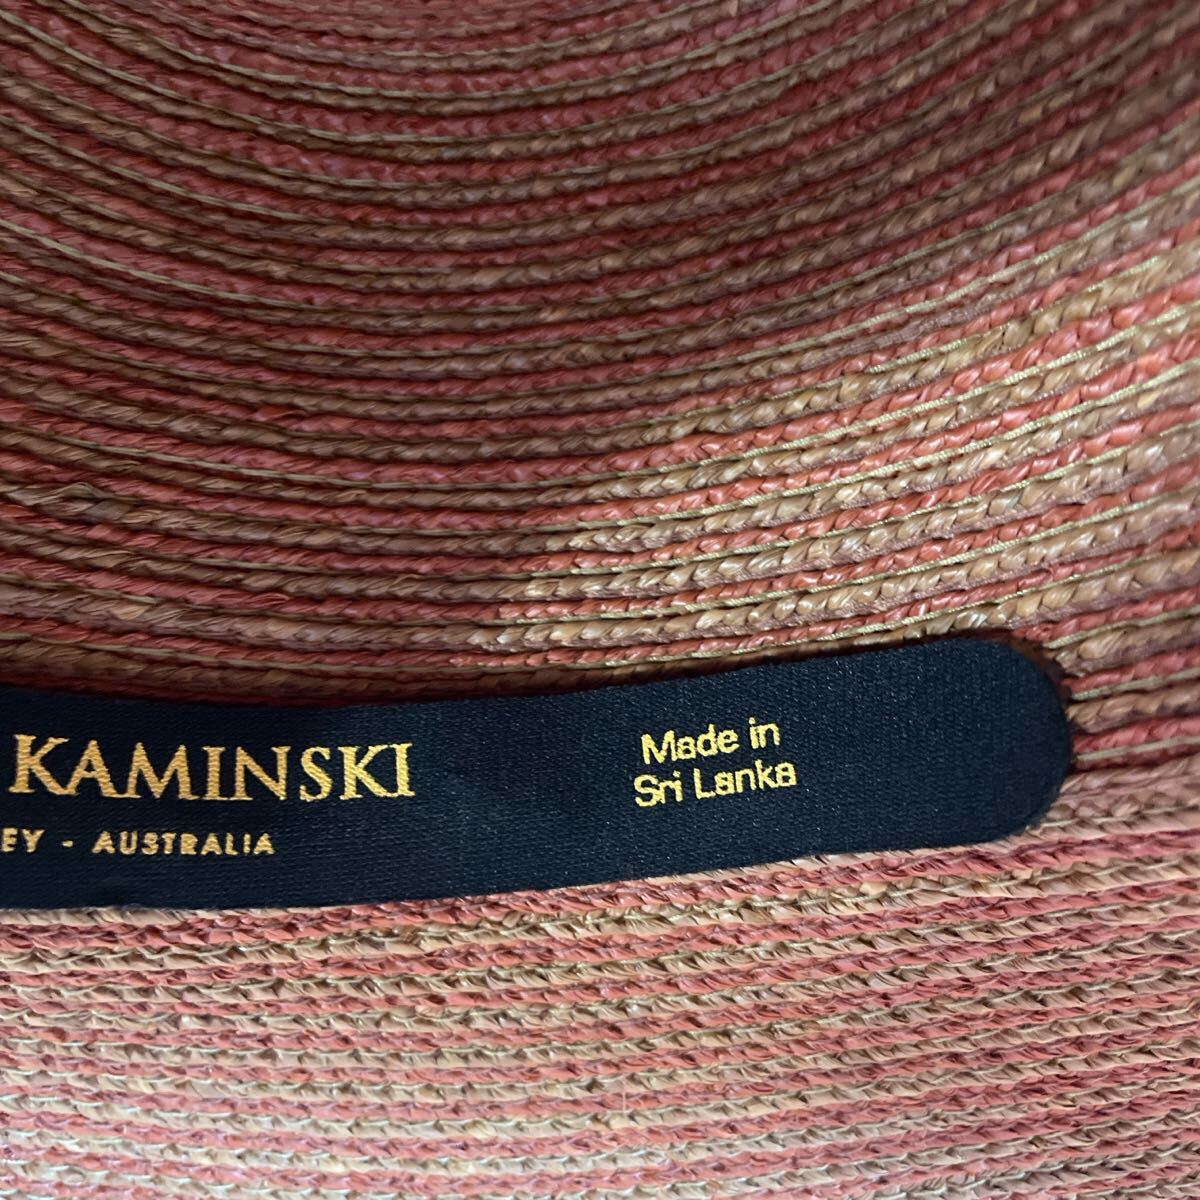 KAMINSKI
EY - AUSTRALIA
Made in
Sri Lanka